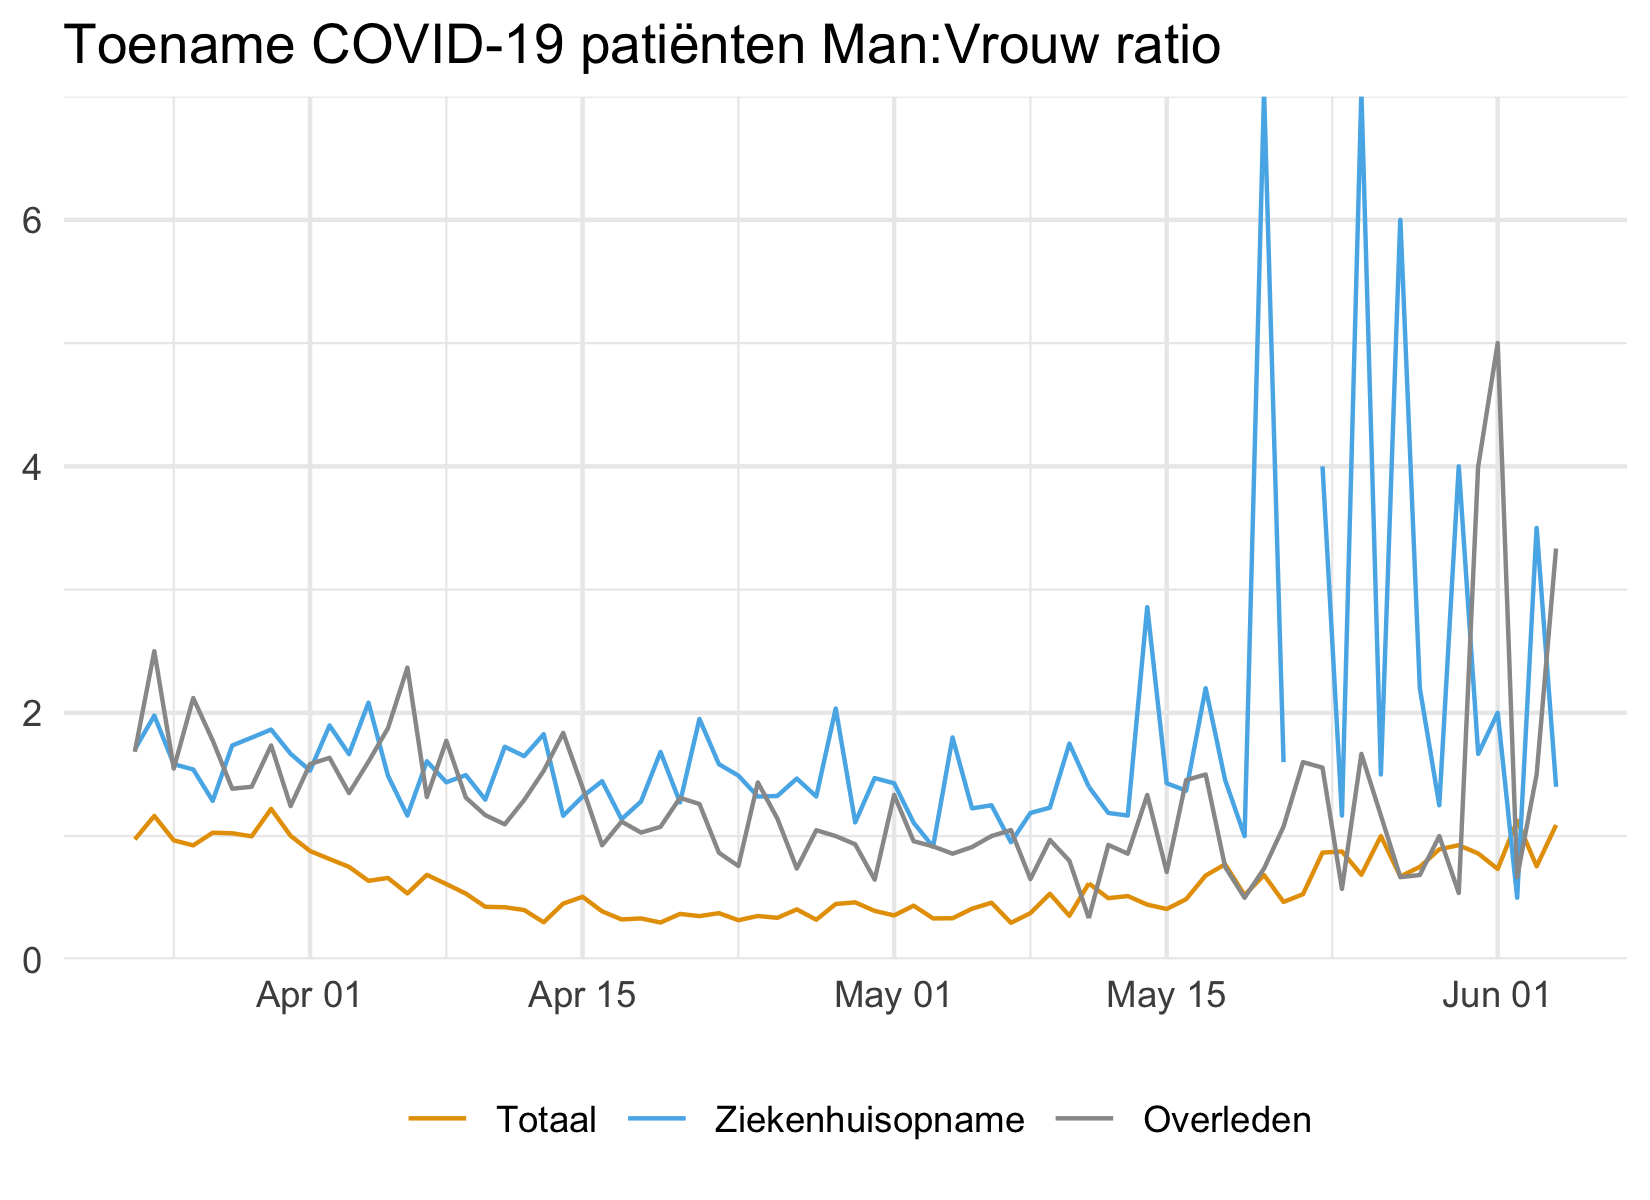 Toename COVID-19 patiënten Man:Vrouw ratio
6
4
2
0
Apr 01 Apr 15 May 01 May 15 Jun 01
Totaal Ziekenhuisopname Overleden